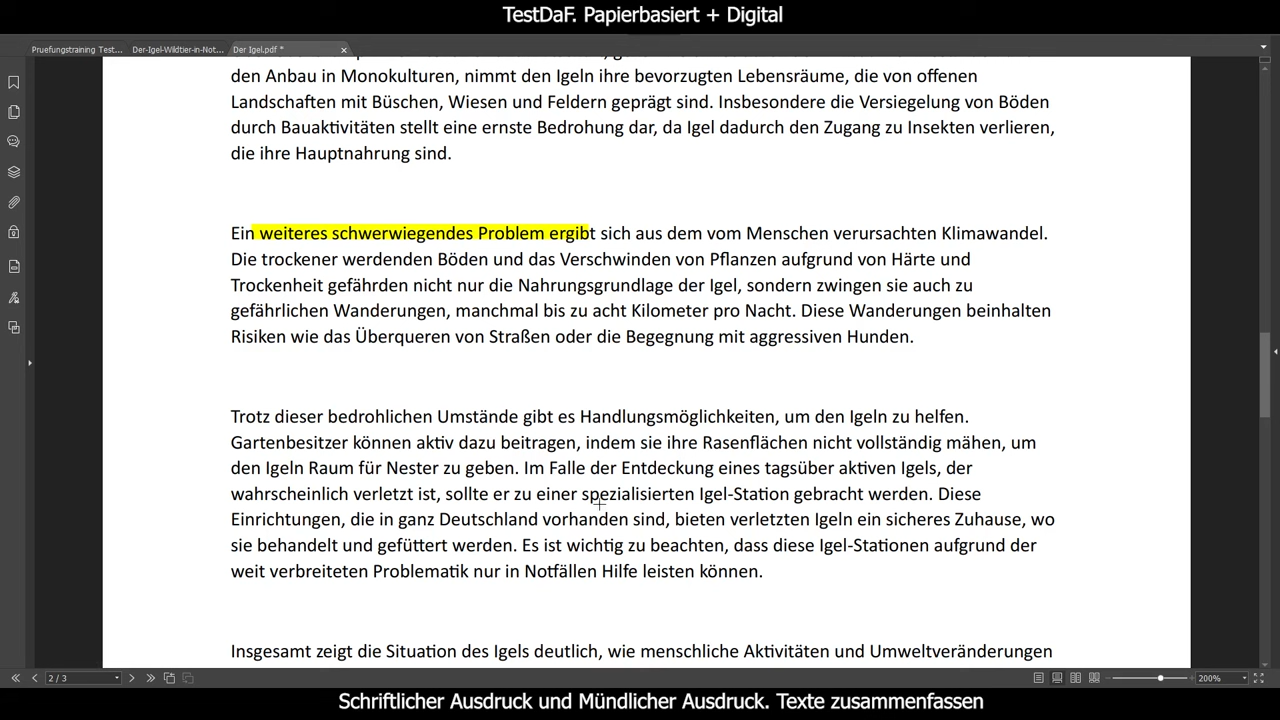 TestDaF. Papierbasiert + Digital
Pruefungstraining Test...
Der-Igel-Wildtier-in-Not...
Der Igel.pdf *
den Anbau in Monokulturen, nimmt den Igeln ihre bevorzugten Lebensräume, die von offenen
Landschaften mit Büschen, Wiesen und Feldern geprägt sind. Insbesondere die Versiegelung von Böden
durch Bauaktivitäten stellt eine ernste Bedrohung dar, da Igel dadurch den Zugang zu Insekten verlieren,
die ihre Hauptnahrung sind.
Ein weiteres schwerwiegendes Problem ergibt sich aus dem vom Menschen verursachten Klimawandel.
Die trockener werdenden Böden und das Verschwinden von Pflanzen aufgrund von Härte und
Trockenheit gefährden nicht nur die Nahrungsgrundlage der Igel, sondern zwingen sie auch zu
gefährlichen Wanderungen, manchmal bis zu acht Kilometer pro Nacht. Diese Wanderungen beinhalten
Risiken wie das Überqueren von Straßen oder die Begegnung mit aggressiven Hunden.
Trotz dieser bedrohlichen Umstände gibt es Handlungsmöglichkeiten, um den Igeln zu helfen.
Gartenbesitzer können aktiv dazu beitragen, indem sie ihre Rasenflächen nicht vollständig mähen, um
den Igeln Raum für Nester zu geben. Im Falle der Entdeckung eines tagsüber aktiven Igels, der
wahrscheinlich verletzt ist, sollte er zu einer spezialisierten Igel-Station gebracht werden. Diese
Einrichtungen, die in ganz Deutschland vorhanden sind, bieten verletzten Igeln ein sicheres Zuhause, wo
sie behandelt und gefüttert werden. Es ist wichtig zu beachten, dass diese Igel-Stationen aufgrund der
weit verbreiteten Problematik nur in Notfällen Hilfe leisten können.
Insgesamt zeigt die Situation des Igels deutlich, wie menschliche Aktivitäten und Umweltveränderungen
2 / 3
200%
Schriftlicher Ausdruck und Mündlicher Ausdruck. Texte zusammenfassen